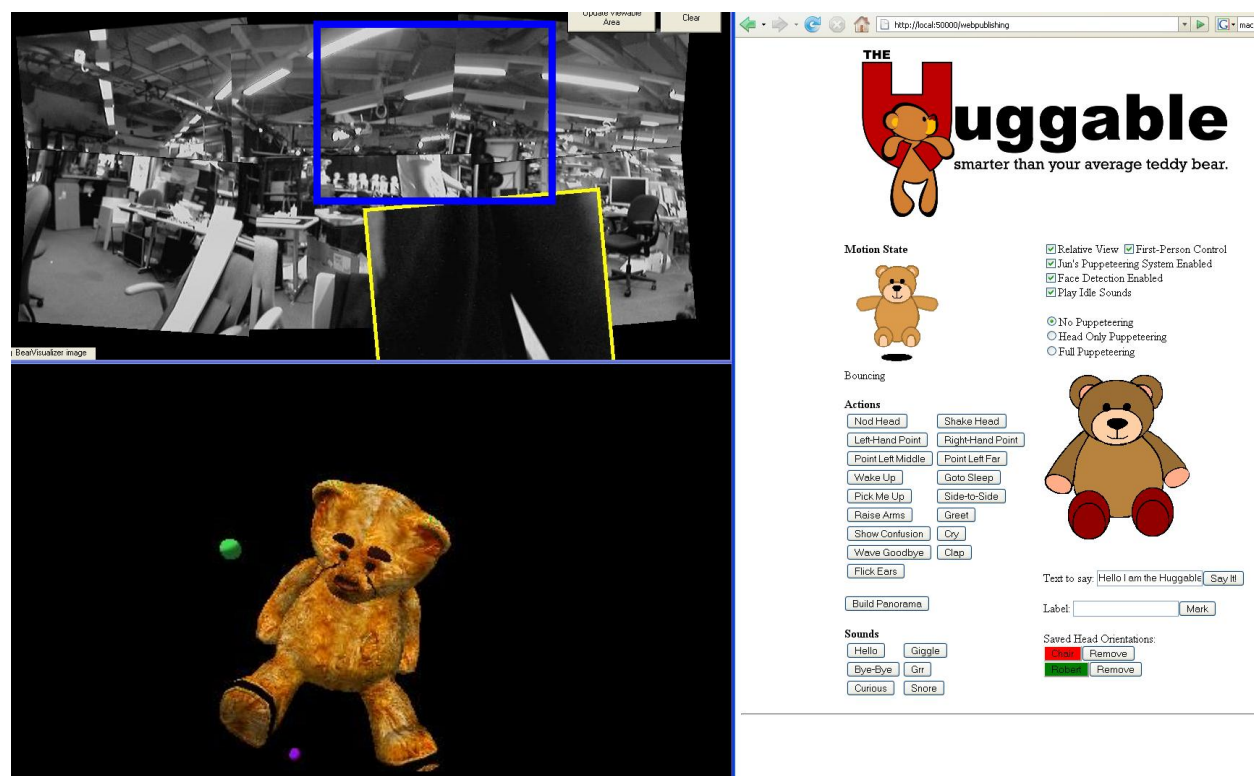 Update Viewable
Area
Clear
BearVisualizer image
http://local:50000/webpublishing
G
mac
THE
Huggable
smarter than your average teddy bear.
Motion State
Bouncing
Actions
Nod Head
Shake Head
Left-Hand Point
Right-Hand Point
Point Left Middle
Point Left Far
Wake Up
Goto Sleep
Pick Me Up
Side-to-Side
Raise Arms
Greet
Show Confusion
Cry
Wave Goodbye
Clap
Flick Ears
Build Panorama
Sounds
Hello
Giggle
Bye-Bye
Grr
Curious
Snore
Relative View
First-Person Control
Jun's Puppeteering System Enabled
Face Detection Enabled
Play Idle Sounds
No Puppeteering
Head Only Puppeteering
Full Puppeteering
Text to say: Hello I am the Huggable Say It!
Label: Mark
Saved Head Orientations:
Chair Remove
Robert Remove